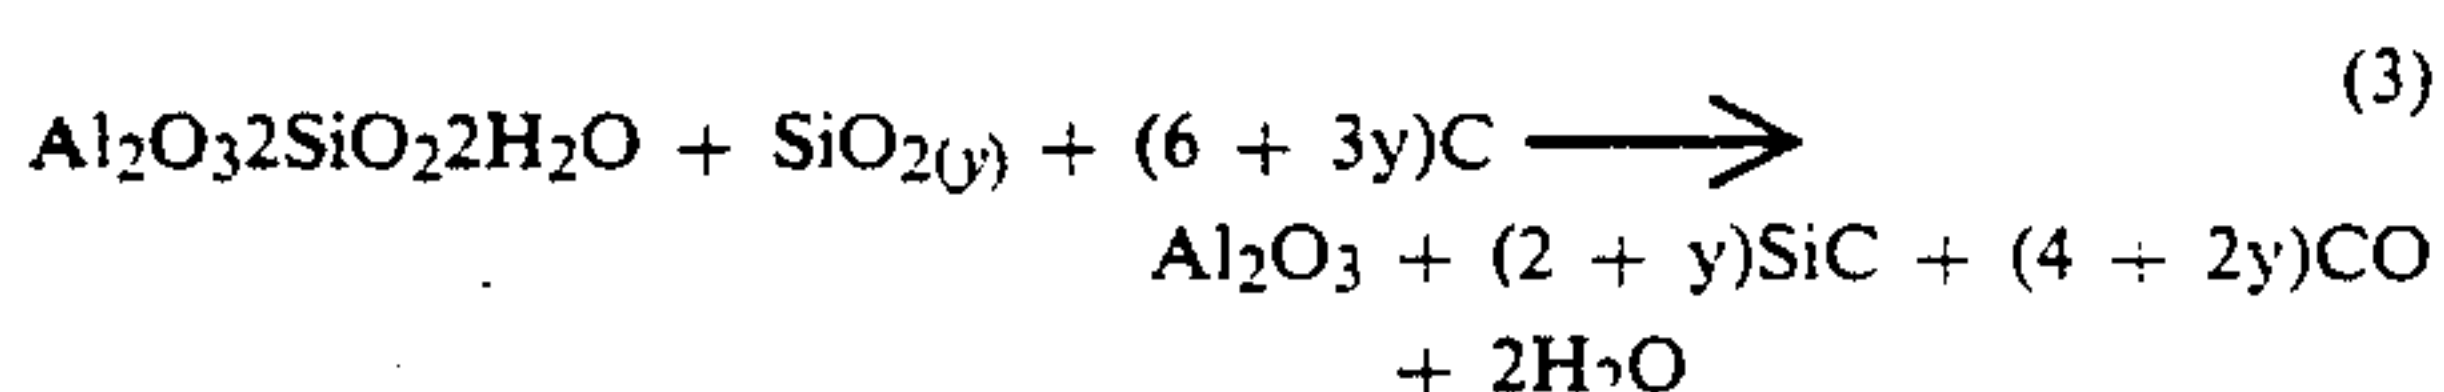 (3)
Al₂O₃2SiO₂2H₂O + SiO₂₍y₎ + (6 + 3y)C ⟶
Al₂O₃ + (2 + y)SiC + (4 + 2y)CO
+ 2H₂O